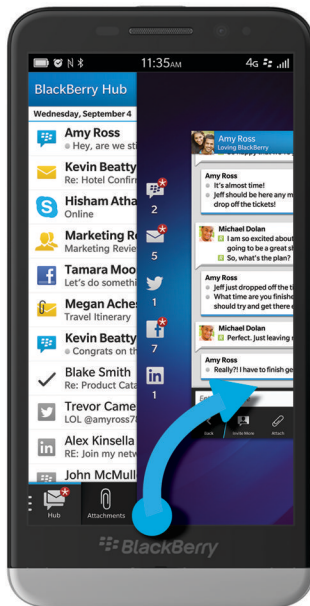 11:35AM
4G
BlackBerry Hub
Wednesday, September 4
Amy Ross
Hey, are we sti
Kevin Beatty
Re: Hotel Confir
Hisham Atha
Online
Marketing Re
Marketing Revie
Tamara Moo
Let's do somethi
Megan Aches
Travel Itinerary
Kevin Beatty
Congrats on th
Blake Smith
Re: Product Cata
Trevor Came
LOL @amyross78
Alex Kinsella
RE: Join my netw
John McMull
Hub
Attachments
2
5
1
7
1
Amy Ross
Loving BlackBerry
Amy Ross
It's almost time!
Jeff should be here any m
drop off the tickets!
Michael Dolan
I am so excited about
going to be a great s
So, what's the plan?
Amy Ross
Jeff just dropped off the ti
What time are you finishe
should try and get there e
Michael Dolan
Perfect. Just leaving
Amy Ross
Really?! I have to finish ge
Invite More
Attach
BlackBerry